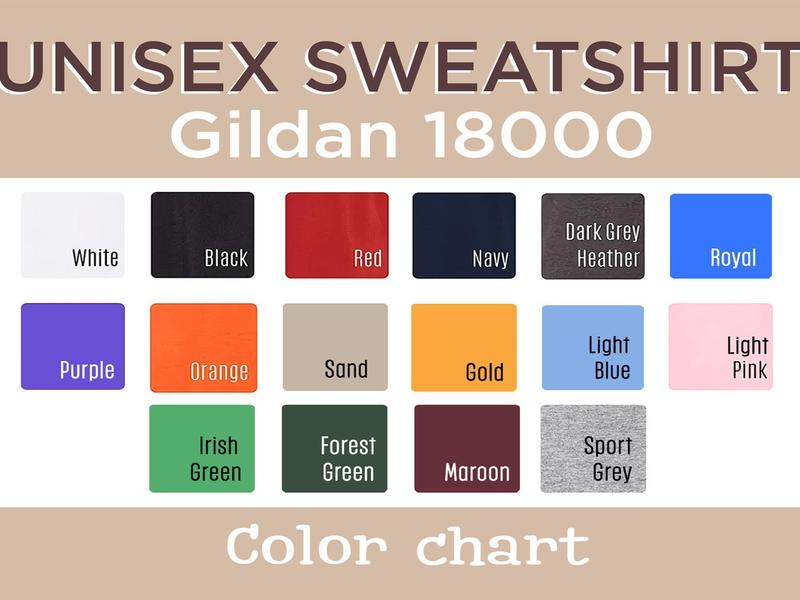 UNISEX SWEATSHIRT
Gildan 18000
White
Black
Red
Navy
Dark Grey
Heather
Royal
Purple
Orange
Sand
Gold
Light
Blue
Light
Pink
Irish
Green
Forest
Green
Maroon
Sport
Grey
Color chart